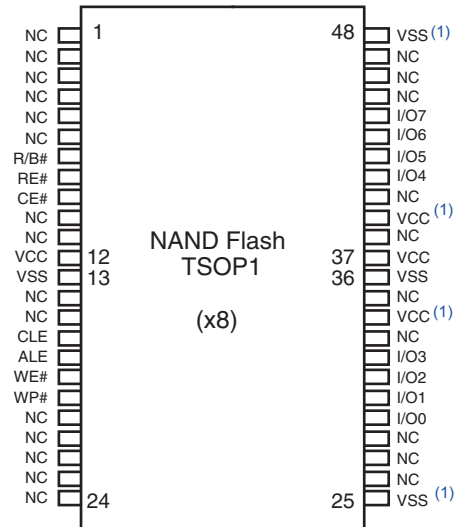 NC 1 48 VSS (1)
NC NC
NC NC
NC NC
NC I/O7
NC I/O6
R/B# I/O5
RE# I/O4
CE# NC
NC VCC (1)
NC NAND Flash NC
VCC 12 TSOP1 37 VCC
VSS 13 36 VSS
NC NC
NC (x8) VCC (1)
CLE NC
ALE I/O3
WE# I/O2
WP# I/O1
NC I/O0
NC NC
NC NC
NC NC
NC 24 25 VSS (1)